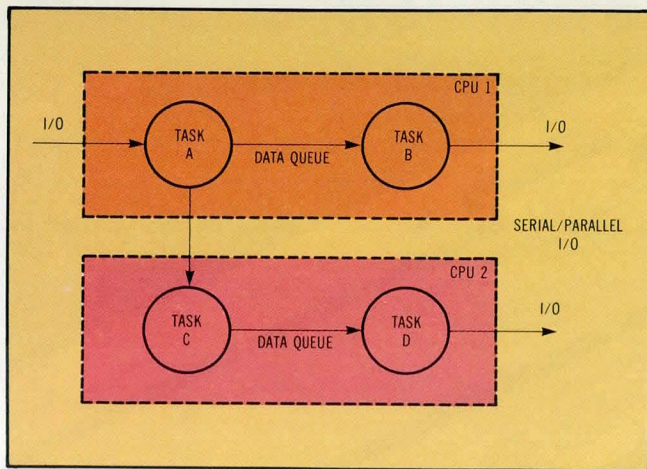 CPU 1
I/O
TASK
A
DATA QUEUE
TASK
B
I/O
SERIAL/PARALLEL
I/O
CPU 2
TASK
C
DATA QUEUE
TASK
D
I/O